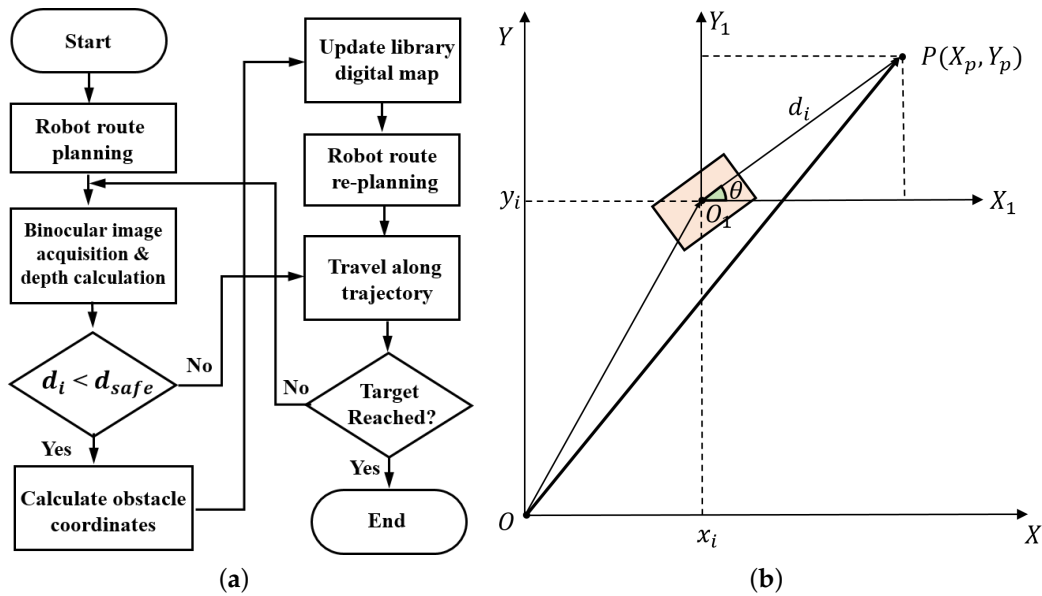 Start
Robot route
planning
Binocular image
acquisition &
depth calculation
d_i < d_safe
No
Yes
Calculate obstacle
coordinates
Update library
digital map
Robot route
re-planning
Travel along
trajectory
No
Target
Reached?
Yes
End
(a)
Y
Y_1
P(X_p, Y_p)
d_i
θ
y_i
O_1
X_1
O
x_i
X
(b)